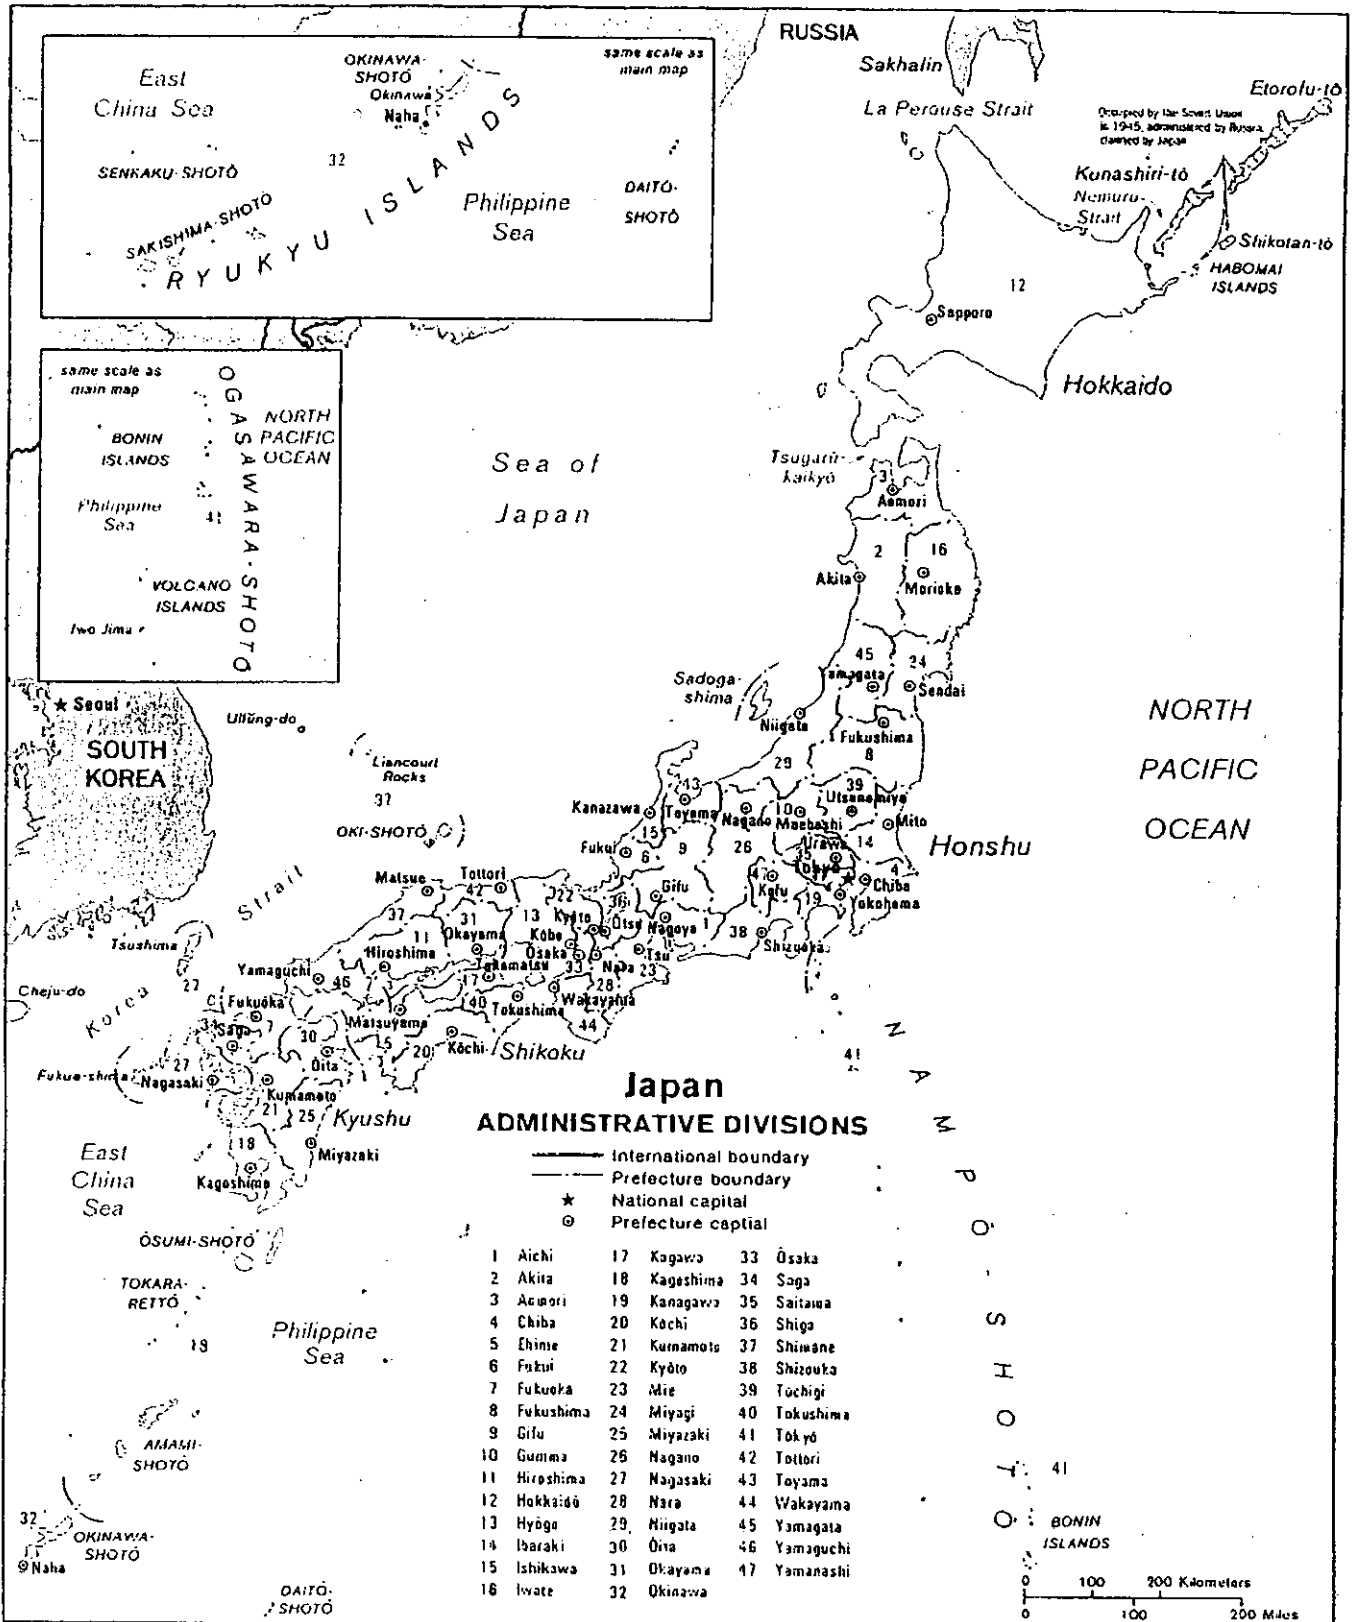 RUSSIA
Sakhalin
La Perouse Strait
Etorofu-tō
Occupied by the Soviet Union
in 1945, administered by Russia,
claimed by Japan
Kunashiri-tō
Nemuro
Strait
Shikotan-tō
HABOMAI
ISLANDS
same scale as
main map
East
China Sea
OKINAWA-
SHOTŌ
Okinawa
Naha
32
SENKAKU-SHOTŌ
SAKISHIMA-SHOTŌ
RYUKYU ISLANDS
Philippine
Sea
DAITŌ-
SHOTŌ
12
Sapporo
Hokkaido
same scale as
main map
OGASAWARA-SHOTŌ
NORTH
PACIFIC
OCEAN
BONIN
ISLANDS
Philippine
Sea
41
VOLCANO
ISLANDS
Iwo Jima
Sea of
Japan
Tsugaru-
kaikyō
3
Aomori
2
16
Akita
Morioka
45
24
Yamagata
Sendai
Sadoga-
shima
Niigata
Fukushima
8
29
NORTH
PACIFIC
OCEAN
Seoul
SOUTH
KOREA
Ullŭng-do
Liancourt
Rocks
37
OKI-SHOTŌ
Kanazawa
Toyama
Nagano
10
Maebashi
39
Utsunomiya
Mito
Honshu
15
Fukui
6
9
26
Urawa
14
35
Tokyo
4
Chiba
Yokohama
19
47
Kofu
Gifu
Matsue
Tottori
42
22
36
37
31
13
Kyōto
Ōtsu
Nagoya
1
38
Shizuoka
11
Okayama
Kōbe
Hiroshima
Ōsaka
33
Nara
Tsu
23
Takamatsu
Korea Strait
Tsushima
27
Cheju-do
Yamaguchi
46
17
28
Wakayama
40
Tokushima
44
Fukuoka
34
Saga
7
Matsuyama
5
20
Kōchi
Shikoku
30
Ōita
27
Fukue-shima
Nagasaki
Kumamoto
21
25
Kyushu
Miyazaki
18
Kagoshima
East
China
Sea
41
NAMPŌ-SHOTŌ
Japan
ADMINISTRATIVE DIVISIONS
International boundary
Prefecture boundary
National capital
Prefecture captial
1 Aichi
2 Akita
3 Aomori
4 Chiba
5 Ehime
6 Fukui
7 Fukuoka
8 Fukushima
9 Gifu
10 Gumma
11 Hiroshima
12 Hokkaidō
13 Hyōgo
14 Ibaraki
15 Ishikawa
16 Iwate
17 Kagawa
18 Kagoshima
19 Kanagawa
20 Kōchi
21 Kumamoto
22 Kyōto
23 Mie
24 Miyagi
25 Miyazaki
26 Nagano
27 Nagasaki
28 Nara
29 Niigata
30 Ōita
31 Okayama
32 Okinawa
33 Ōsaka
34 Saga
35 Saitama
36 Shiga
37 Shimane
38 Shizouka
39 Tochigi
40 Tokushima
41 Tōkyō
42 Tottori
43 Toyama
44 Wakayama
45 Yamagata
46 Yamaguchi
47 Yamanashi
ŌSUMI-SHOTŌ
TOKARA-
RETTŌ
18
Philippine
Sea
AMAMI-
SHOTŌ
32
OKINAWA-
SHOTŌ
Naha
DAITŌ-
SHOTŌ
41
BONIN
ISLANDS
0 100 200 Kilometers
0 100 200 Miles